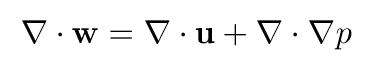 ∇ · 𝐰 = ∇ · 𝐮 + ∇ · ∇p